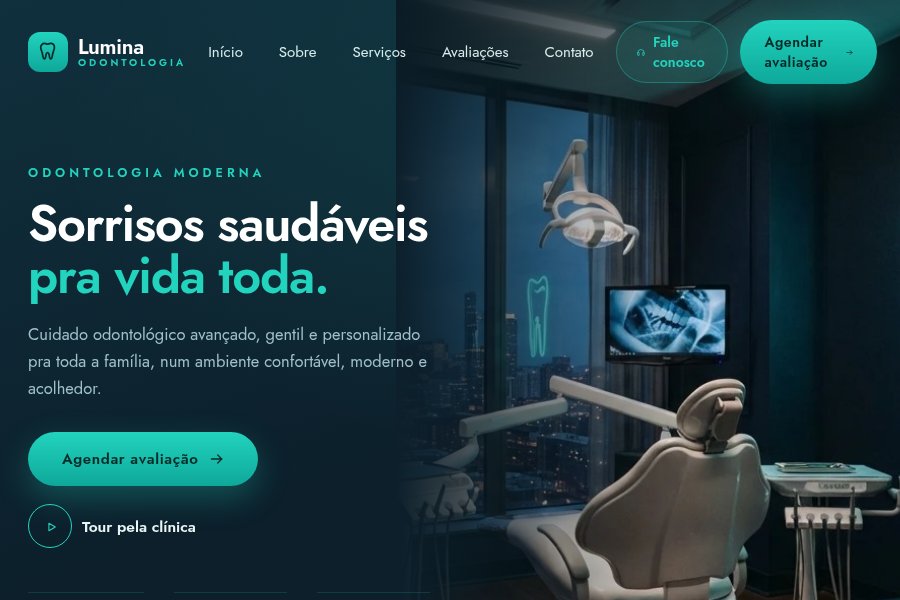 Lumina
ODONTOLOGIA
Início
Sobre
Serviços
Avaliações
Contato
Fale
conosco
Agendar
avaliação
ODONTOLOGIA MODERNA
Sorrisos saudáveis
pra vida toda.
Cuidado odontológico avançado, gentil e personalizado
pra toda a família, num ambiente confortável, moderno e
acolhedor.
Agendar avaliação
Tour pela clínica